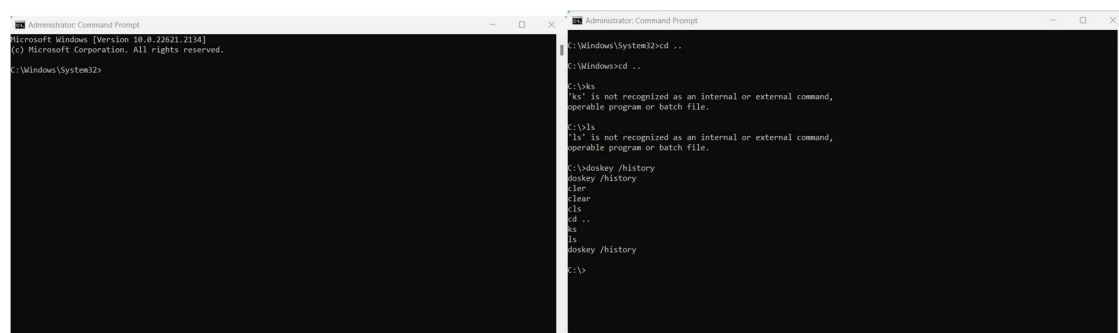 Administrator: Command Prompt
Microsoft Windows [Version 10.0.22621.2134]
(c) Microsoft Corporation. All rights reserved.
C:\Windows\System32>
Administrator: Command Prompt
C:\Windows\System32>cd ..
C:\Windows>cd ..
C:\>ks
'ks' is not recognized as an internal or external command,
operable program or batch file.
C:\>ls
'ls' is not recognized as an internal or external command,
operable program or batch file.
C:\>doskey /history
doskey /history
cler
clear
cls
cd ..
ks
ls
doskey /history
C:\>